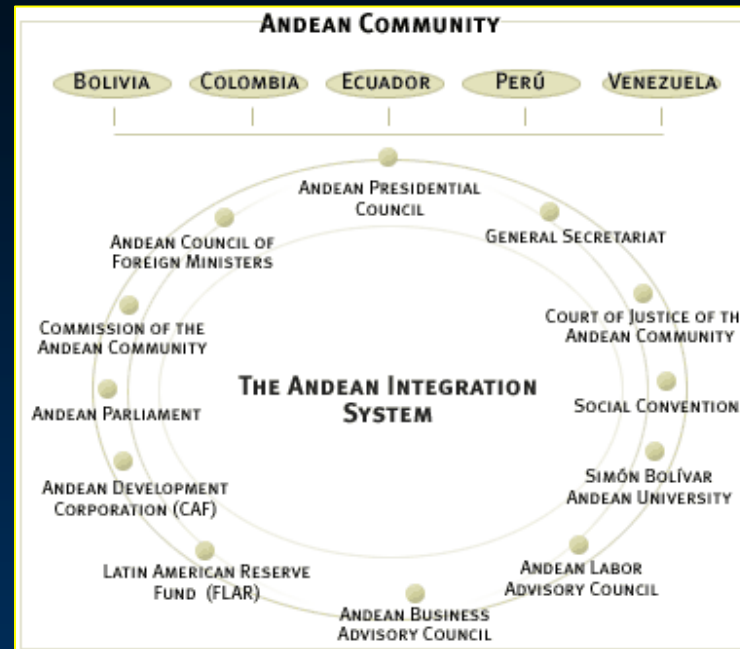 ANDEAN COMMUNITY
BOLIVIA COLOMBIA ECUADOR PERÚ VENEZUELA
ANDEAN PRESIDENTIAL
COUNCIL
ANDEAN COUNCIL OF
FOREIGN MINISTERS
GENERAL SECRETARIAT
COMMISSION OF THE
ANDEAN COMMUNITY
COURT OF JUSTICE OF TH
ANDEAN COMMUNITY
THE ANDEAN INTEGRATION
SYSTEM
ANDEAN PARLIAMENT
SOCIAL CONVENTION
ANDEAN DEVELOPMENT
CORPORATION (CAF)
SIMÓN BOLÍVAR
ANDEAN UNIVERSITY
LATIN AMERICAN RESERVE
FUND (FLAR)
ANDEAN LABOR
ADVISORY COUNCIL
ANDEAN BUSINESS
ADVISORY COUNCIL